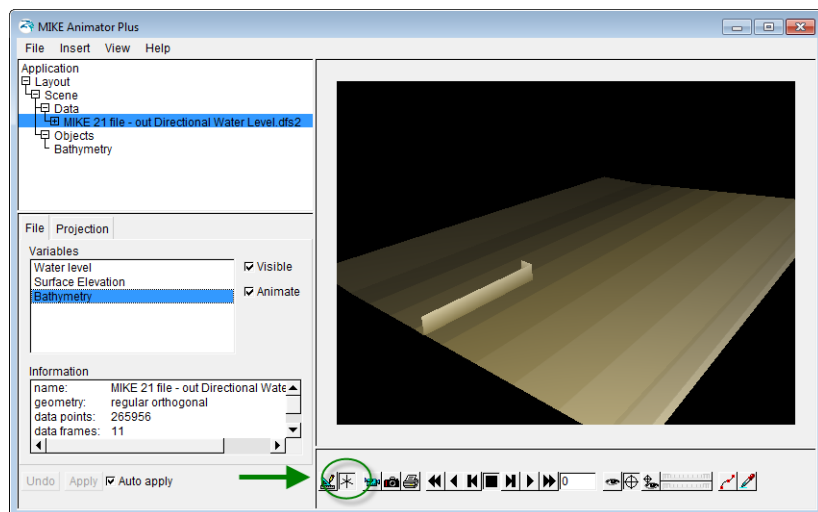 MIKE Animator Plus
File Insert View Help
Application
Layout
Scene
Data
MIKE 21 file - out Directional Water Level.dfs2
Objects
Bathymetry
File Projection
Variables
Water level
Surface Elevation
Bathymetry
Visible
Animate
Information
name: MIKE 21 file - out Directional Wate
geometry: regular orthogonal
data points: 265956
data frames: 11
Undo Apply Auto apply
0